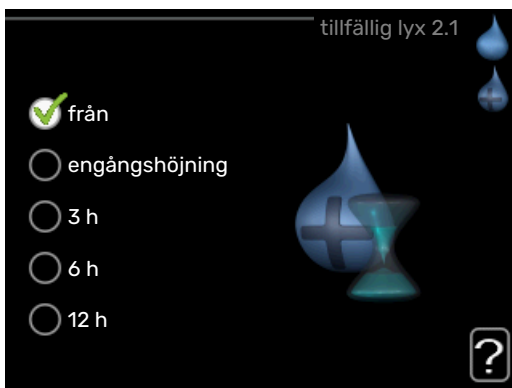 tillfällig lyx 2.1
från
engångshöjning
3 h
6 h
12 h
?